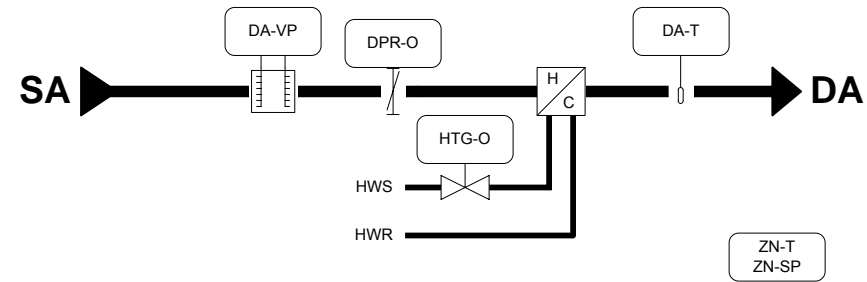 DA-VP
DPR-O
DA-T
SA
H
C
DA
HTG-O
HWS
HWR
ZN-T
ZN-SP